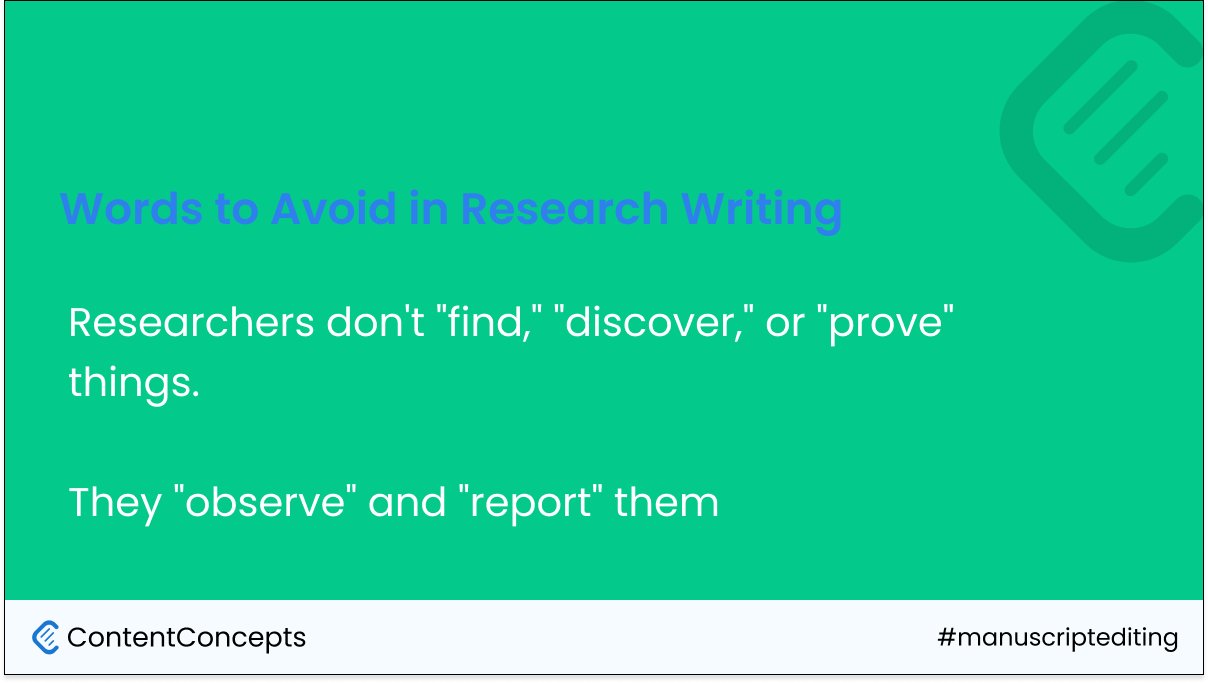 Words to Avoid in Research Writing
Researchers don't "find," "discover," or "prove"
things.
They "observe" and "report" them
ContentConcepts
#manuscriptediting